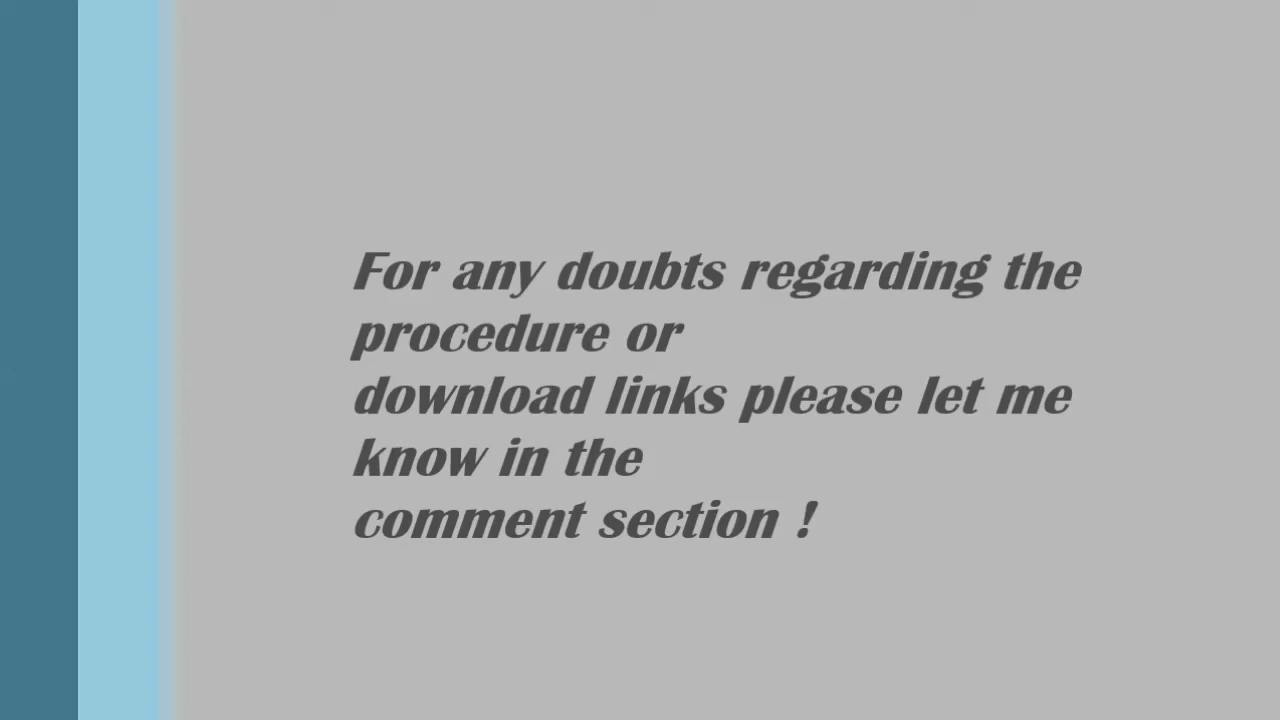 For any doubts regarding the
procedure or
download links please let me
know in the
comment section !